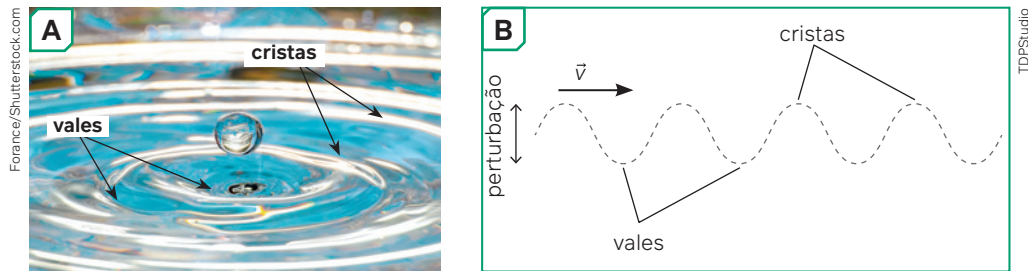 Forance/Shutterstock.com
A
cristas
vales
B
cristas
v
perturbação
vales
TDPStudio